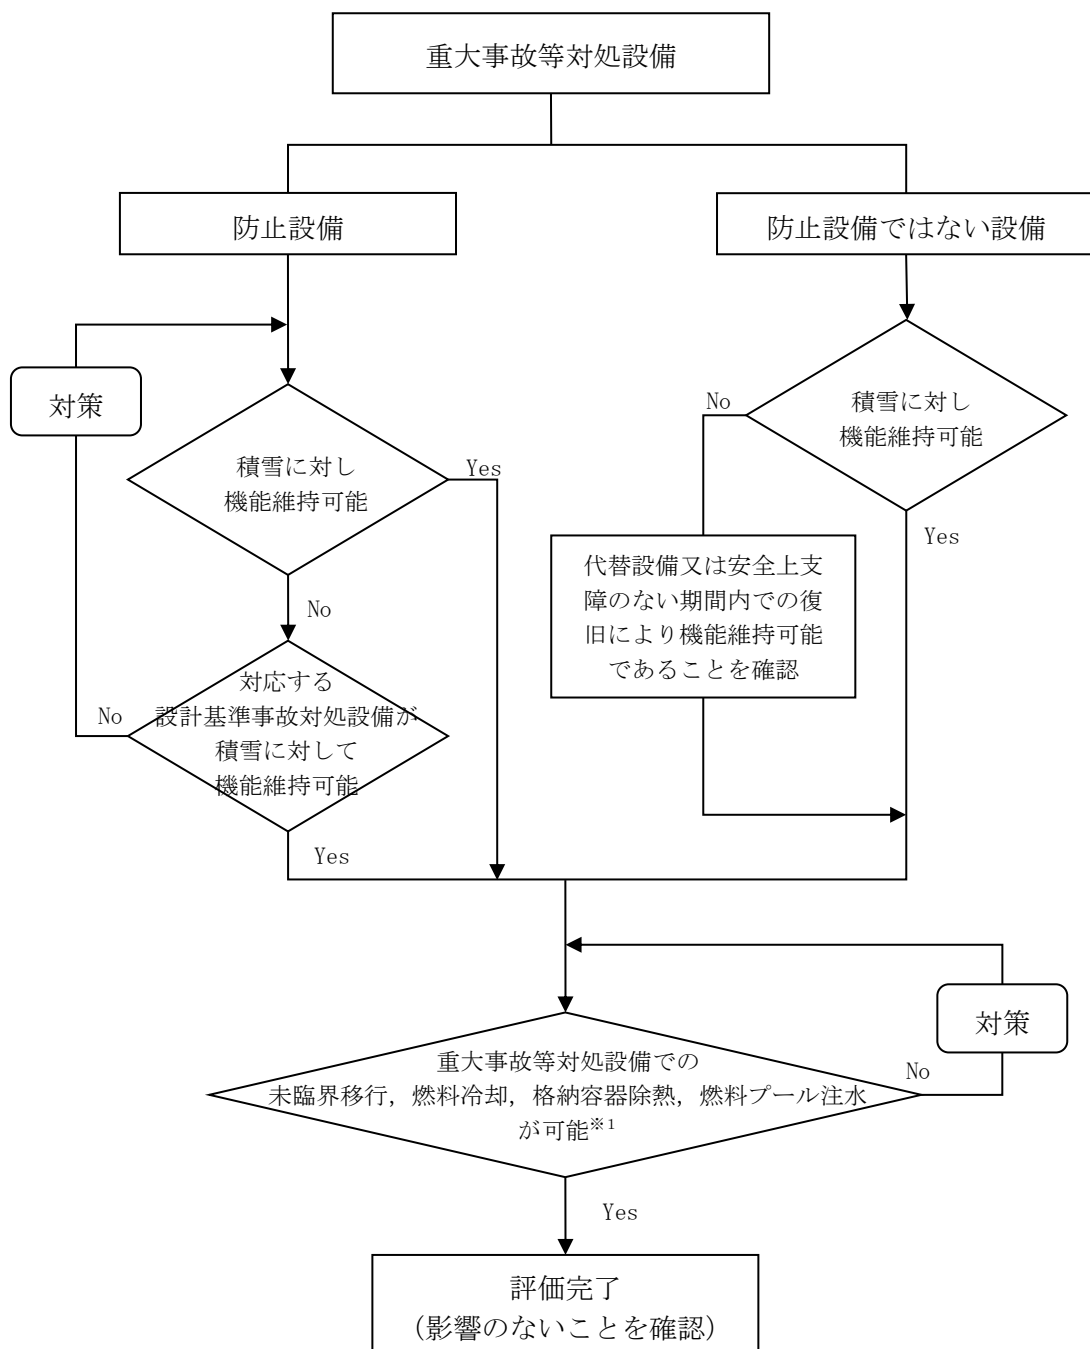 重大事故等対処設備
防止設備
防止設備ではない設備
対策
積雪に対し
機能維持可能
Yes
No
対応する
設計基準事故対処設備が
積雪に対して
機能維持可能
No
Yes
積雪に対し
機能維持可能
No
Yes
代替設備又は安全上支
障のない期間内での復
旧により機能維持可能
であることを確認
対策
重大事故等対処設備での
未臨界移行，燃料冷却，格納容器除熱，燃料プール注水
が可能※1
No
Yes
評価完了
（影響のないことを確認）